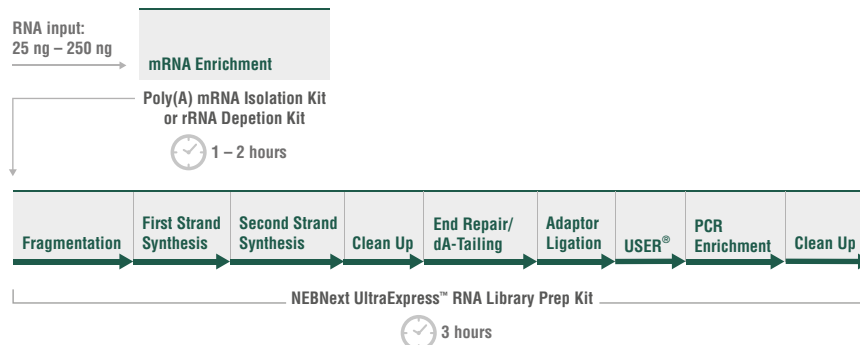 RNA input:
25 ng – 250 ng
mRNA Enrichment
Poly(A) mRNA Isolation Kit
or rRNA Depetion Kit
1 – 2 hours
Fragmentation
First Strand
Synthesis
Second Strand
Synthesis
Clean Up
End Repair/
dA-Tailing
Adaptor
Ligation
USER®
PCR
Enrichment
Clean Up
NEBNext UltraExpress™ RNA Library Prep Kit
3 hours